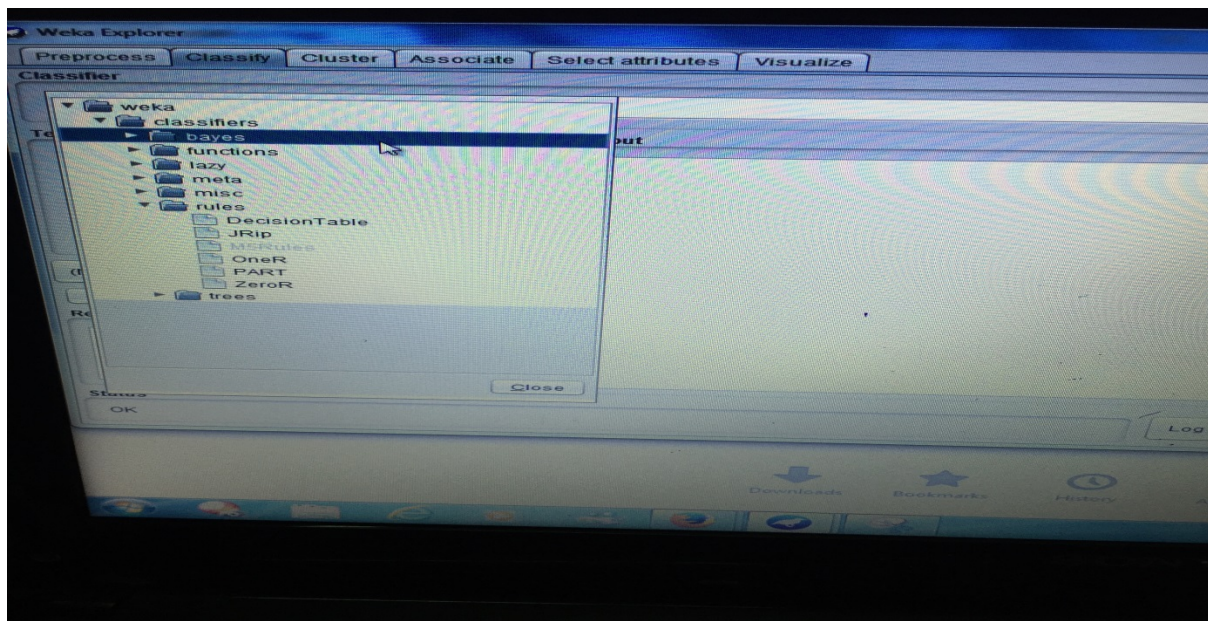 Weka Explorer
Preprocess Classify Cluster Associate Select attributes Visualize
Classifier
weka
classifiers
bayes
functions
lazy
meta
misc
rules
DecisionTable
JRip
OneR
PART
ZeroR
trees
Close
Status
OK
Log
Downloads Bookmarks History